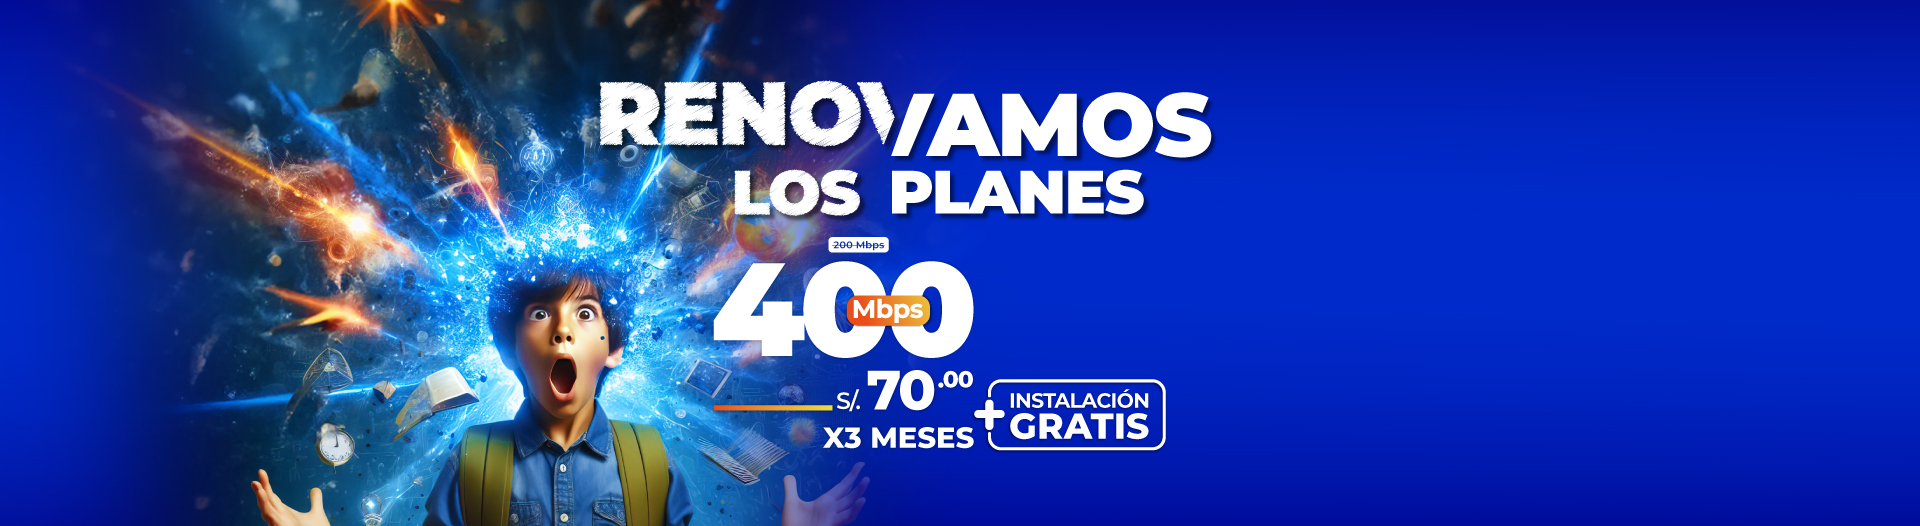 RENOVAMOS
LOS PLANES
200 Mbps
400
Mbps
S/. 70.00
X3 MESES
+ INSTALACIÓN
GRATIS